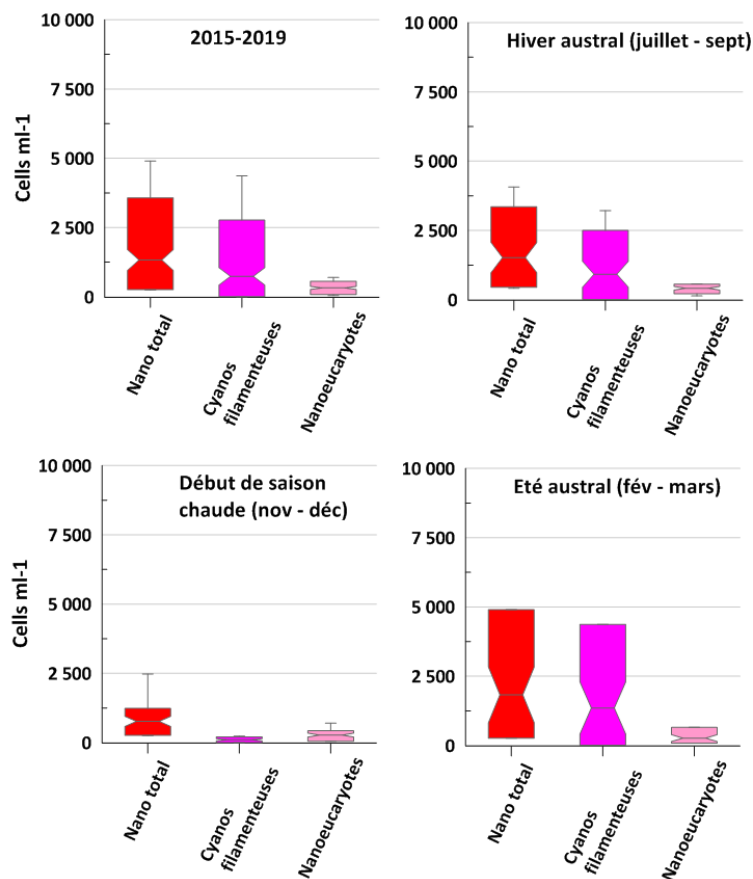 2015-2019
10 000
7 500
5 000
2 500
0
Cells ml-1
Nano total
Cyanos
filamenteuses
Nanoeucaryotes
Hiver austral (juillet - sept)
10 000
7 500
5 000
2 500
0
Nano total
Cyanos
filamenteuses
Nanoeucaryotes
Début de saison
chaude (nov - déc)
10 000
7 500
5 000
2 500
0
Cells ml-1
Nano total
Cyanos
filamenteuses
Nanoeucaryotes
Eté austral (fév - mars)
10 000
7 500
5 000
2 500
0
Nano total
Cyanos
filamenteuses
Nanoeucaryotes